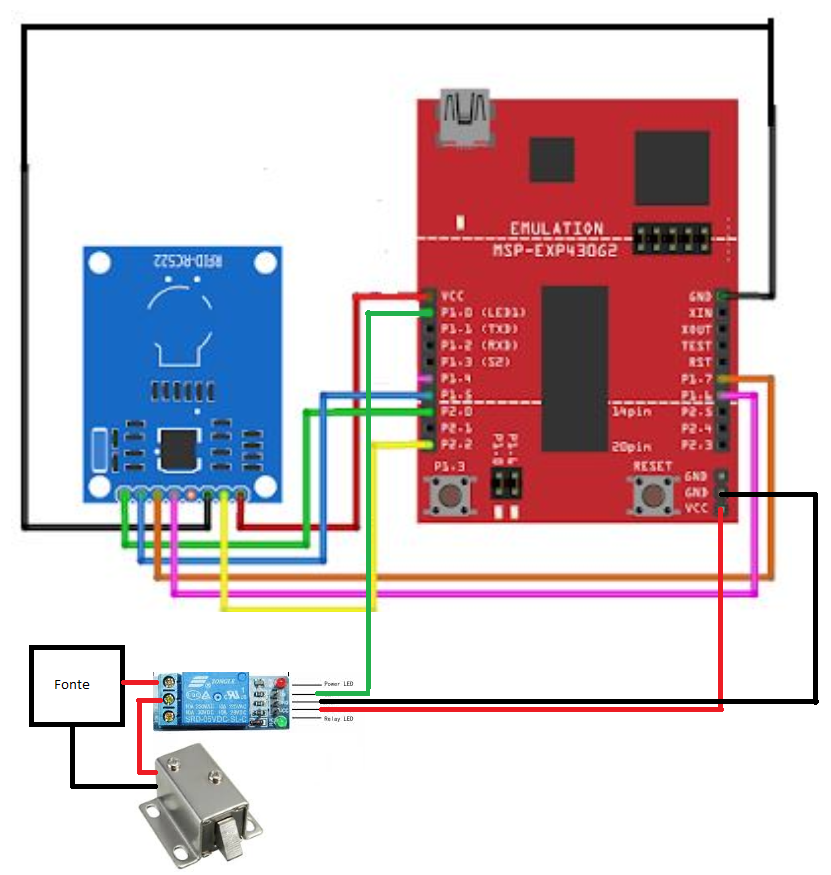 EMULATION
MSP-EXP430G2
RFID-RC522
VCC
P1.0 (LED1)
P1.1 (TXD)
P1.2 (RXD)
P1.3 (S2)
P1.4
P1.5
P2.0
P2.1
P2.2
GND
XIN
XOUT
TEST
RST
P1.7
P1.6
P2.5
P2.4
P2.3
14pin
20pin
P1.3
RESET
GND
GND
VCC
Fonte
SONGLE
SRD-05VDC-SL-C
Power LED
Relay LED